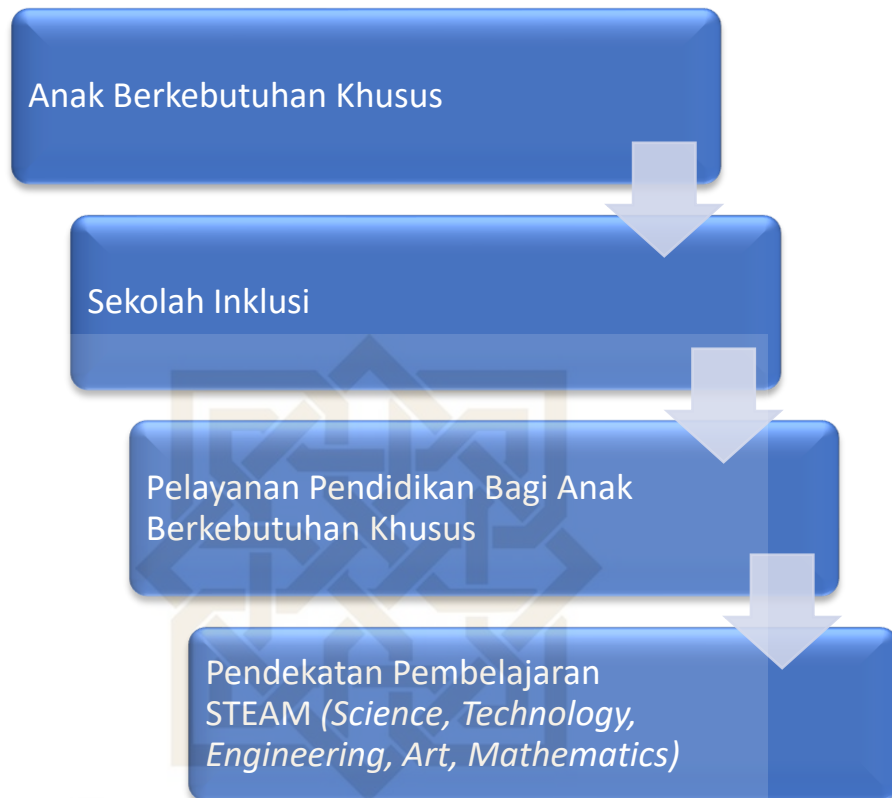 Anak Berkebutuhan Khusus
Sekolah Inklusi
Pelayanan Pendidikan Bagi Anak
Berkebutuhan Khusus
Pendekatan Pembelajaran
STEAM (Science, Technology,
Engineering, Art, Mathematics)